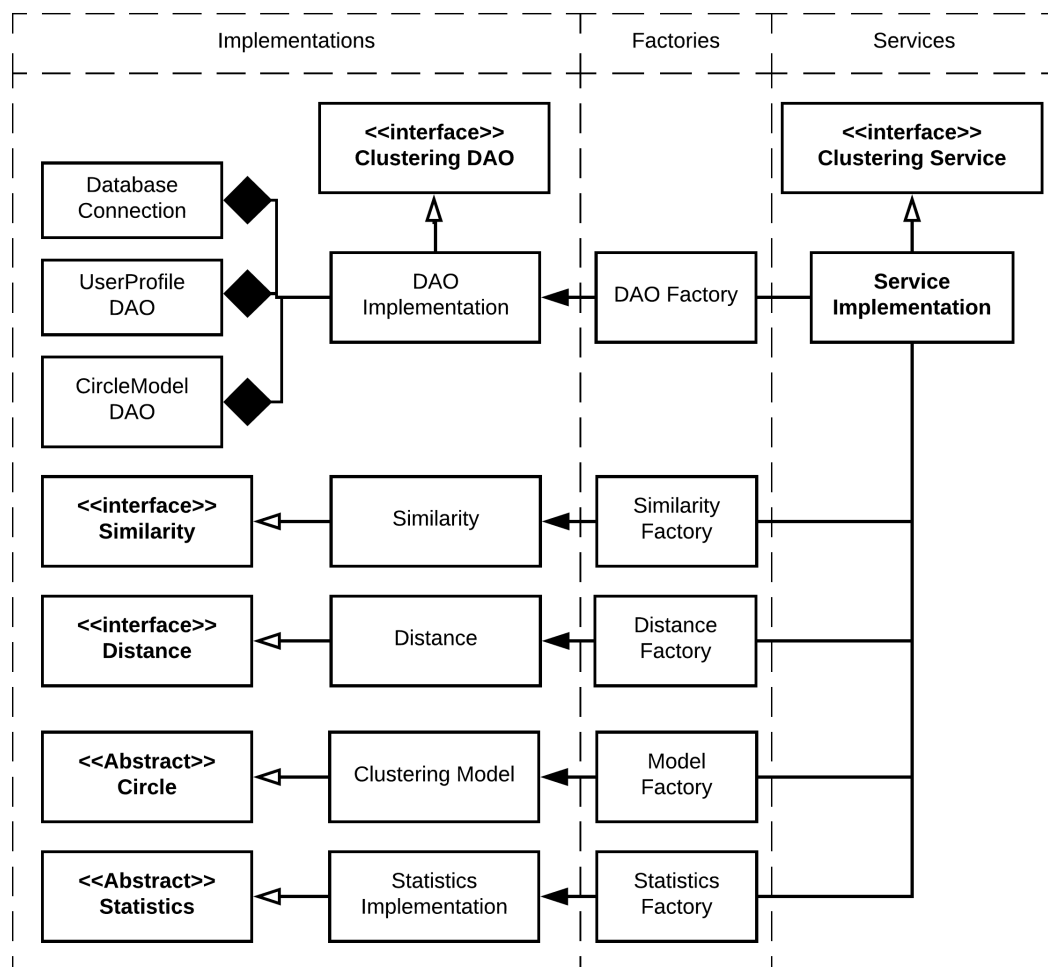 Implementations
Factories
Services
<<interface>>
Clustering DAO
<<interface>>
Clustering Service
Database
Connection
UserProfile
DAO
DAO
Implementation
DAO Factory
Service
Implementation
CircleModel
DAO
<<interface>>
Similarity
Similarity
Similarity
Factory
<<interface>>
Distance
Distance
Distance
Factory
<<Abstract>>
Circle
Clustering Model
Model
Factory
<<Abstract>>
Statistics
Statistics
Implementation
Statistics
Factory